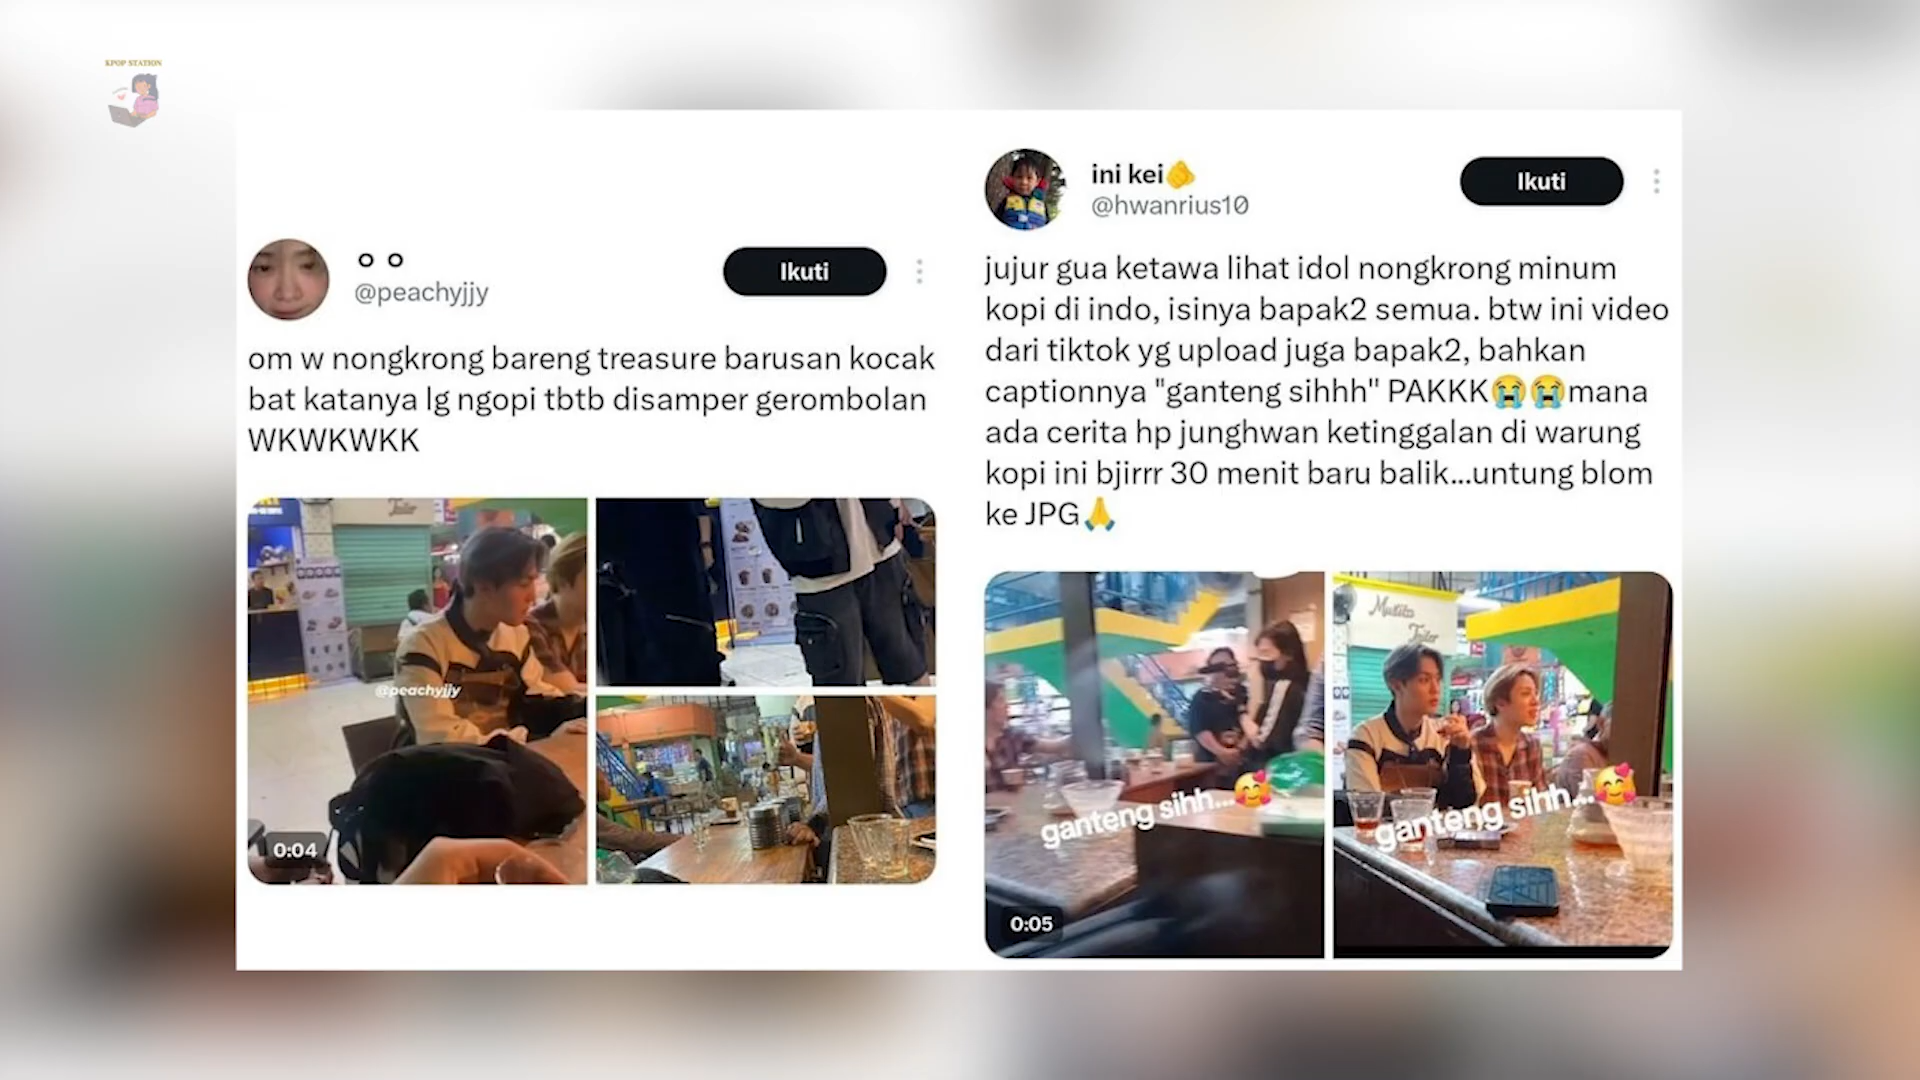 KPOP STATION
@peachyjjy
Ikuti
om w nongkrong bareng treasure barusan kocak
bat katanya lg ngopi tbtb disamper gerombolan
WKWKWKK
Tailor
@peachyjjy
0:04
ini kei🫵
@hwanrius10
Ikuti
jujur gua ketawa lihat idol nongkrong minum
kopi di indo, isinya bapak2 semua. btw ini video
dari tiktok yg upload juga bapak2, bahkan
captionnya "ganteng sihhh" PAKKK😭😭mana
ada cerita hp junghwan ketinggalan di warung
kopi ini bjirrr 30 menit baru balik...untung blom
ke JPG🙏
ganteng sihh...🥰
0:05
Tailor
ganteng sihh...🥰